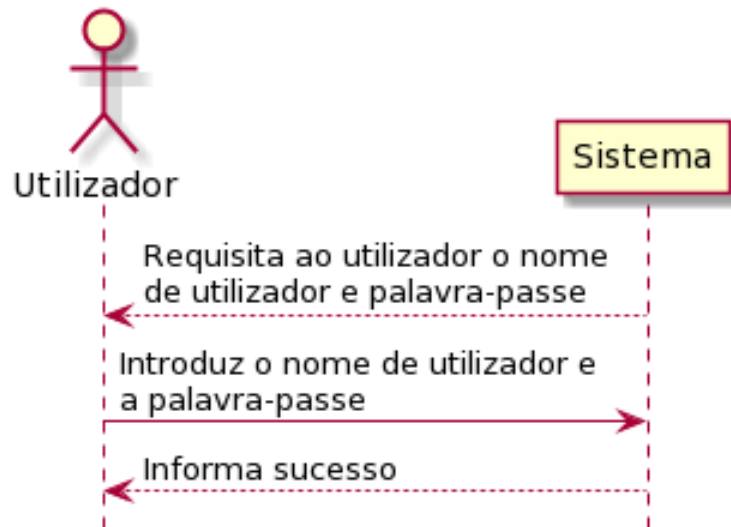 Utilizador
Sistema
Requisita ao utilizador o nome
de utilizador e palavra-passe
Introduz o nome de utilizador e
a palavra-passe
Informa sucesso